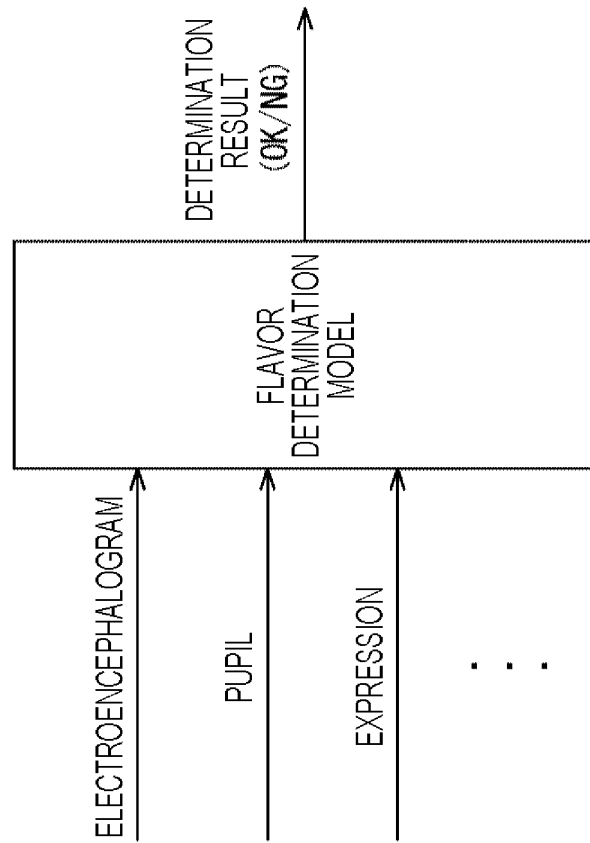 ELECTROENCEPHALOGRAM
PUPIL
EXPRESSION
. . .
FLAVOR
DETERMINATION
MODEL
DETERMINATION
RESULT
(OK/NG)